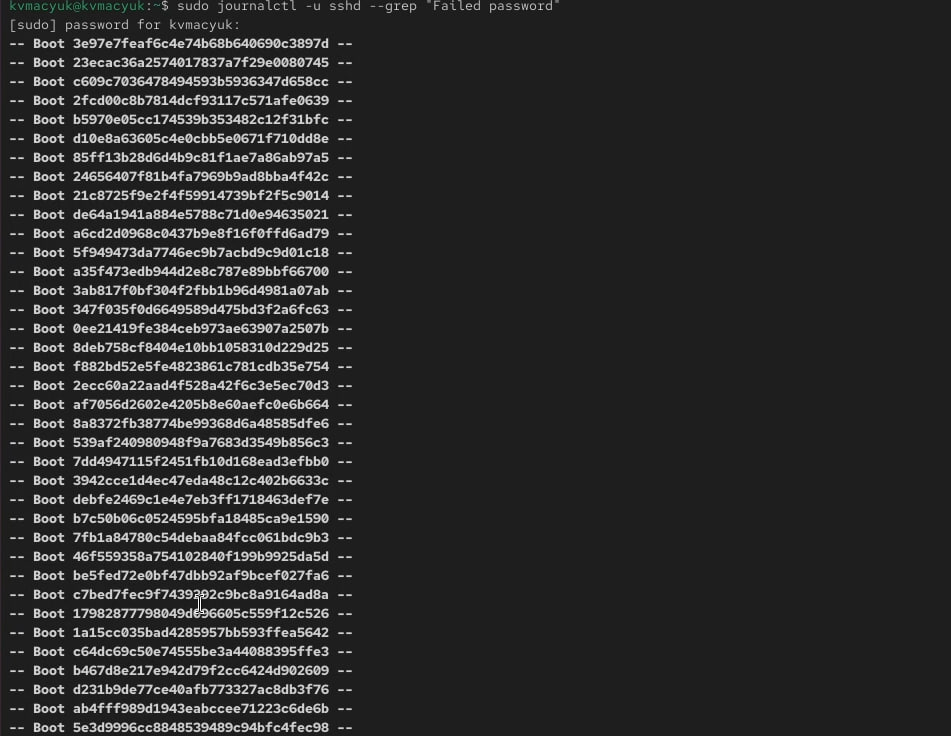 kvmacyuk@kvmacyuk:~$ sudo journalctl -u sshd --grep "Failed password"
[sudo] password for kvmacyuk:
-- Boot 3e97e7feaf6c4e74b68b640690c3897d --
-- Boot 23ecac36a2574017837a7f29e0080745 --
-- Boot c609c7036478494593b5936347d658cc --
-- Boot 2fcd00c8b7814dcf93117c571afe0639 --
-- Boot b5970e05cc174539b353482c12f31bfc --
-- Boot d10e8a63605c4e0cbb5e0671f710dd8e --
-- Boot 85ff13b28d6d4b9c81f1ae7a86ab97a5 --
-- Boot 24656407f81b4fa7969b9ad8bba4f42c --
-- Boot 21c8725f9e2f4f59914739bf2f5c9014 --
-- Boot de64a1941a884e5788c71d0e94635021 --
-- Boot a6cd2d0968c0437b9e8f16f0ffd6ad79 --
-- Boot 5f949473da7746ec9b7acbd9c9d01c18 --
-- Boot a35f473edb944d2e8c787e89bbf66700 --
-- Boot 3ab817f0bf304f2fbb1b96d4981a07ab --
-- Boot 347f035f0d6649589d475bd3f2a6fc63 --
-- Boot 0ee21419fe384ceb973ae63907a2507b --
-- Boot 8deb758cf8404e10bb1058310d229d25 --
-- Boot f882bd52e5fe4823861c781cdb35e754 --
-- Boot 2ecc60a22aad4f528a42f6c3e5ec70d3 --
-- Boot af7056d2602e4205b8e60aefc0e6b664 --
-- Boot 8a8372fb38774be99368d6a48585dfe6 --
-- Boot 539af240980948f9a7683d3549b856c3 --
-- Boot 7dd4947115f2451fb10d168ead3efbb0 --
-- Boot 3942cce1d4ec47eda48c12c402b6633c --
-- Boot debfe2469c1e4e7eb3ff1718463def7e --
-- Boot b7c50b06c0524595bfa18485ca9e1590 --
-- Boot 7fb1a84780c54debaa84fcc061bdc9b3 --
-- Boot 46f559358a754102840f199b9925da5d --
-- Boot be5fed72e0bf47dbb92af9bcef027fa6 --
-- Boot c7bed7fec9f7439292c9bc8a9164ad8a --
-- Boot --
-- Boot 1a15cc035bad4285957bb593ffea5642 --
-- Boot c64dc69c50e74555be3a44088395ffe3 --
-- Boot b467d8e217e942d79f2cc6424d902609 --
-- Boot d231b9de77ce40afb773327ac8db3f76 --
-- Boot ab4fff989d1943eabccee71223c6de6b --
-- Boot 5e3d9996cc8848539489c94bfc4fec98 --